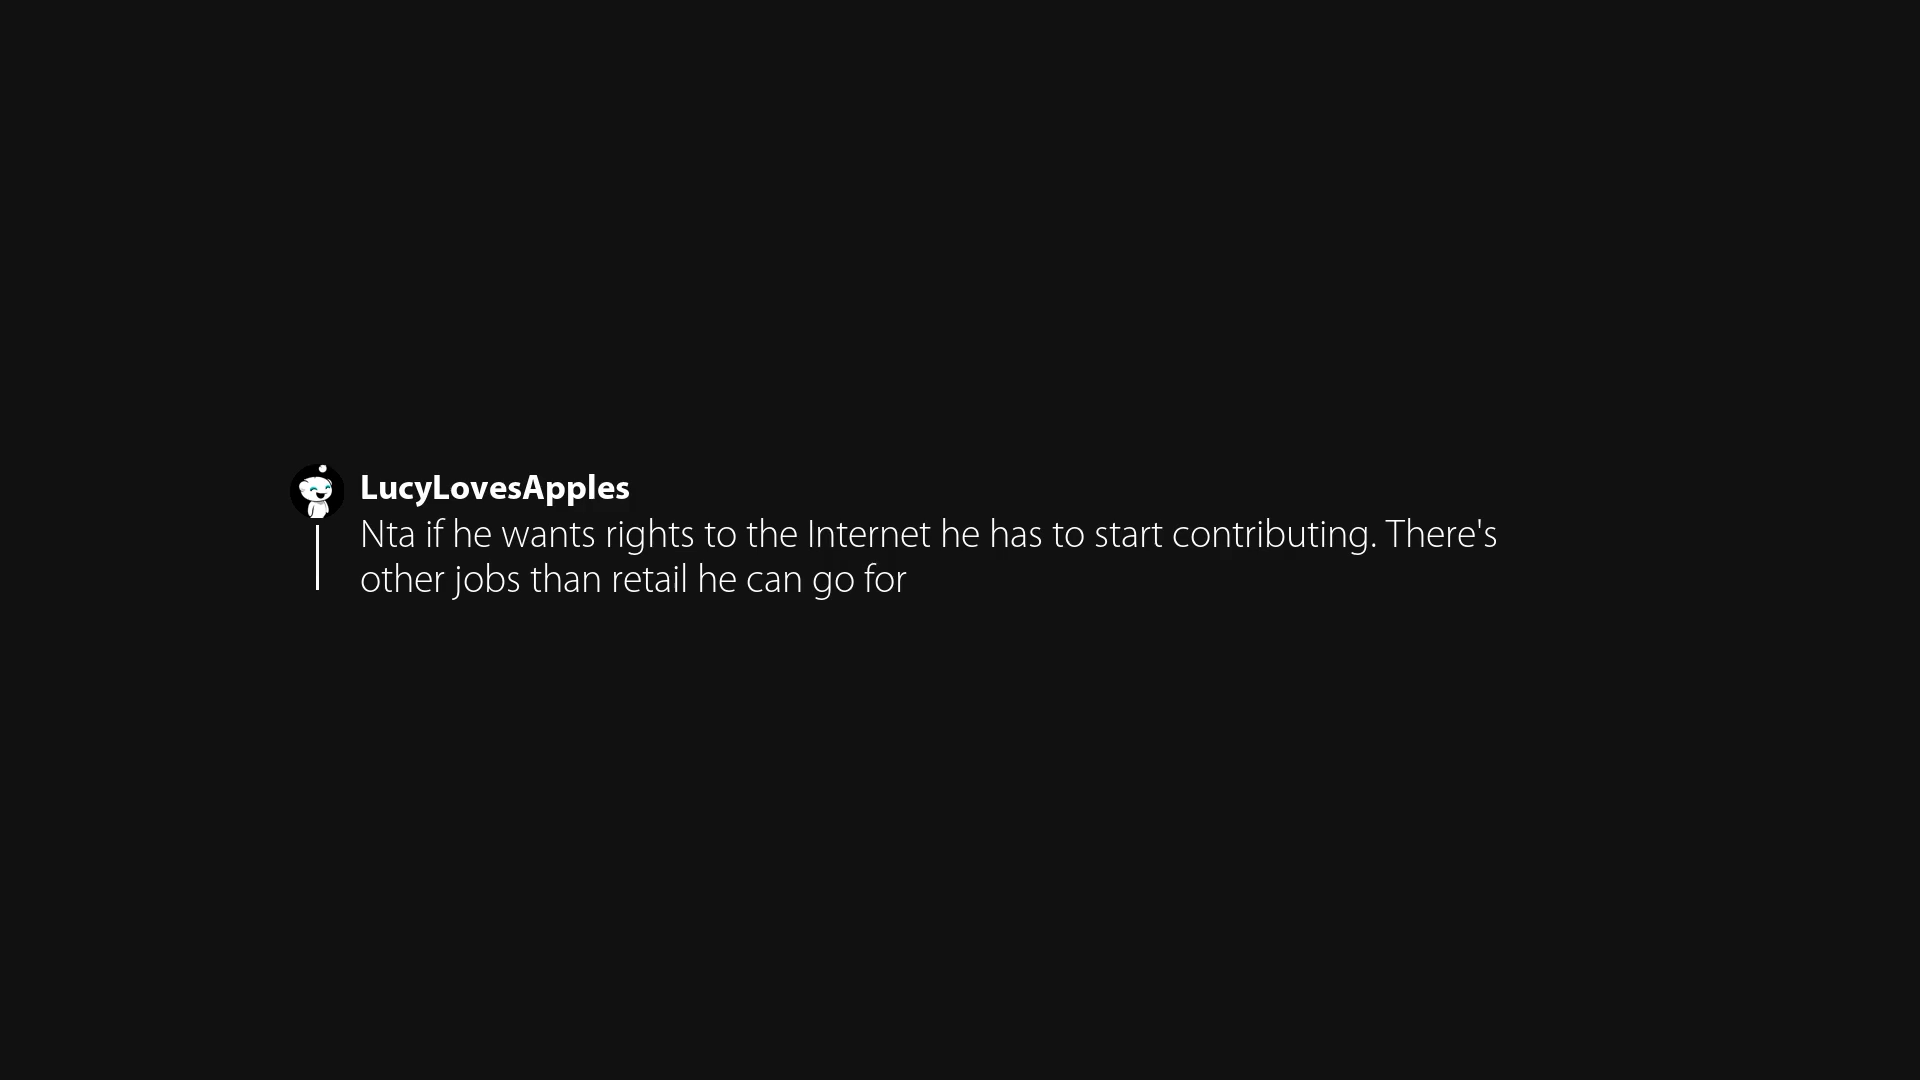 LucyLovesApples
Nta if he wants rights to the Internet he has to start contributing. There's
other jobs than retail he can go for